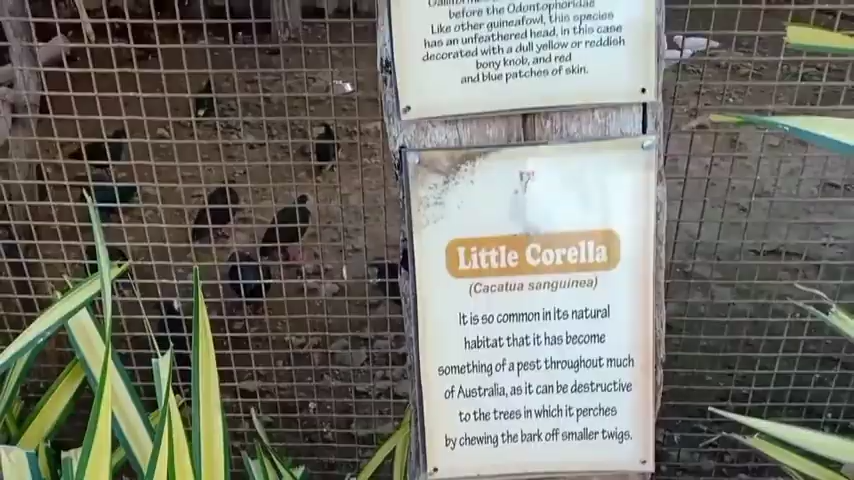 before the Odontophoridae
Like other guineafowl, this species
has an unfeathered head, in this case
decorated with a dull yellow or reddish
bony knob, and red
and blue patches of skin.
Little Corella
(Cacatua sanguinea)
It is so common in its natural
habitat that it has become
something of a pest throughout much
of Australia, as it can be destructive
to the trees in which it perches
by chewing the bark off smaller twigs.